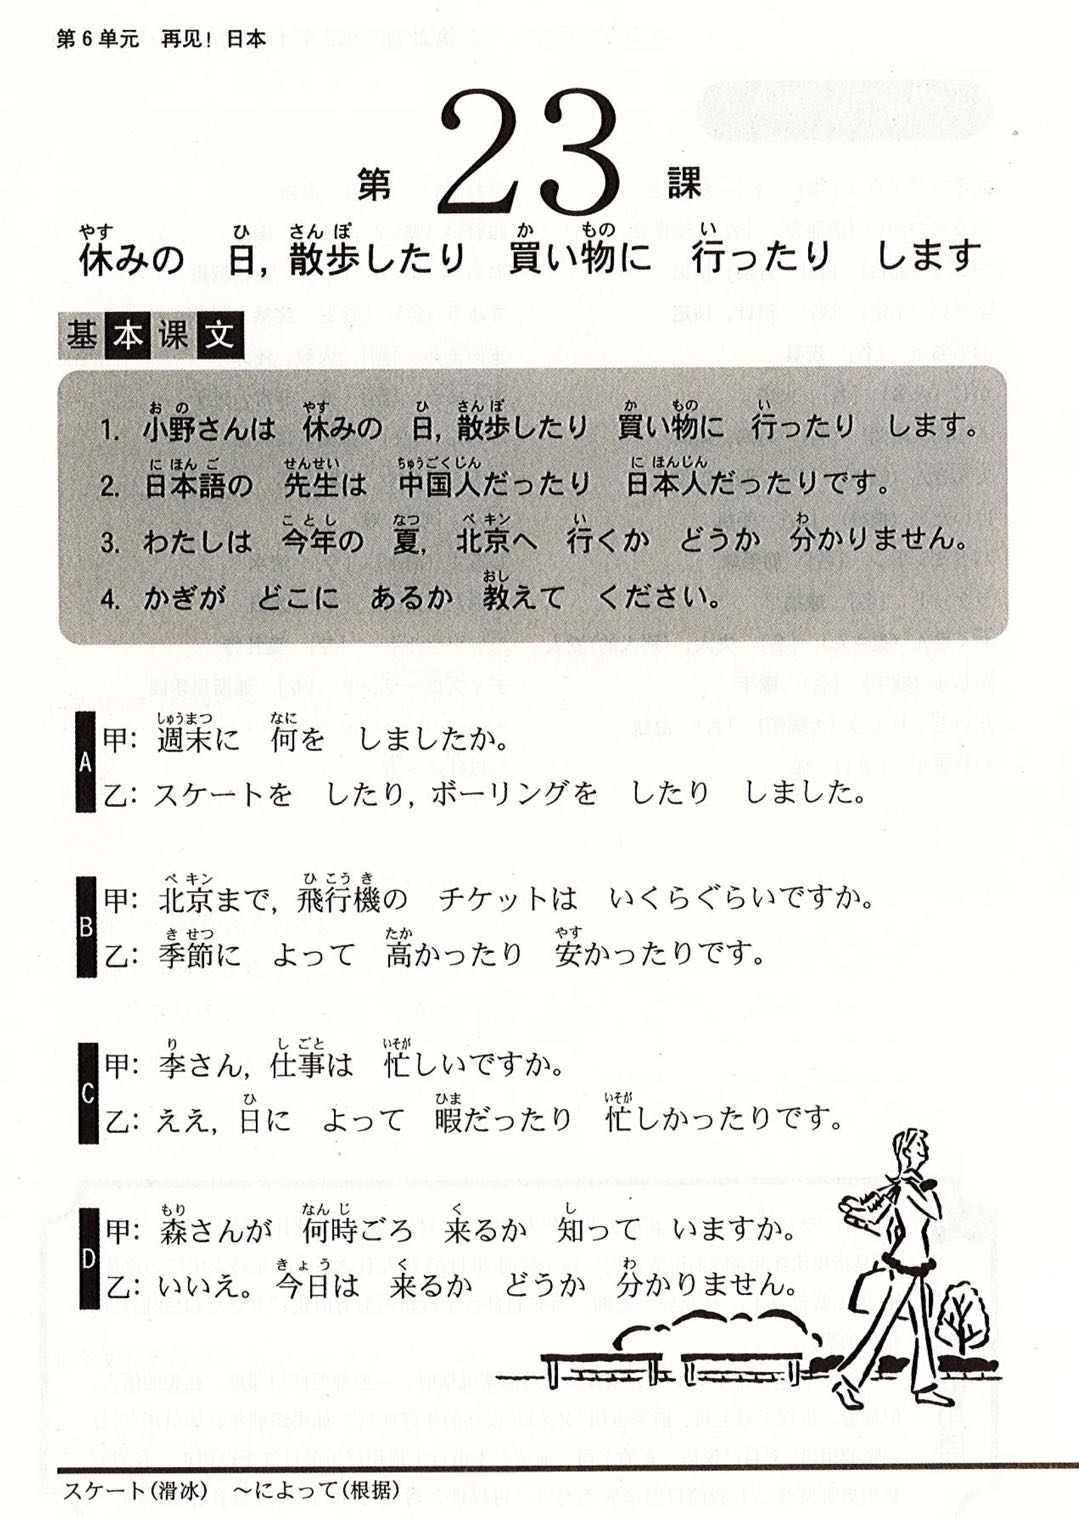 第6单元　再见！日本
第23課
休みの　日，散歩したり　買い物に　行ったり　します
基本课文
1. 小野さんは　休みの　日，散歩したり　買い物に　行ったり　します。
2. 日本語の　先生は　中国人だったり　日本人だったりです。
3. わたしは　今年の　夏，北京へ　行くか　どうか　分かりません。
4. かぎが　どこに　あるか　教えて　ください。
A
甲：週末に　何を　しましたか。
乙：スケートを　したり，ボーリングを　したり　しました。
B
甲：北京まで，飛行機の　チケットは　いくらぐらいですか。
乙：季節に　よって　高かったり　安かったりです。
C
甲：李さん，仕事は　忙しいですか。
乙：ええ，日に　よって　暇だったり　忙しかったりです。
D
甲：森さんが　何時ごろ　来るか　知って　いますか。
乙：いいえ。今日は　来るか　どうか　分かりません。
スケート(滑冰)　～によって(根据)